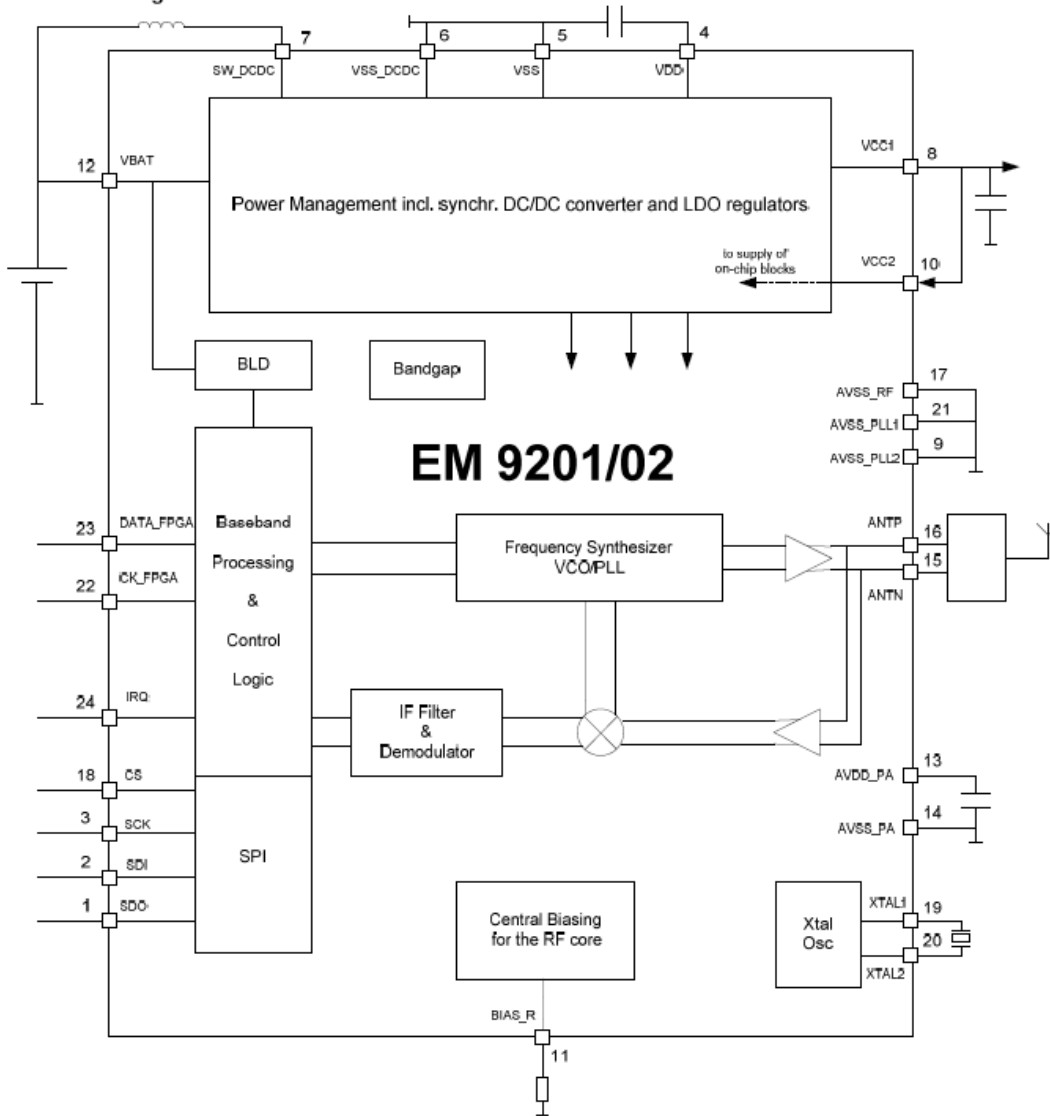 7
6
5
4
SW_DCDC
VSS_DCDC
VSS
VDD
12
VBAT
VCC1
8
Power Management incl. synchr. DC/DC converter and LDO regulators
to supply of
on-chip blocks
VCC2
10
BLD
Bandgap
AVSS_RF
17
AVSS_PLL1
21
AVSS_PLL2
9
EM 9201/02
23
DATA_FPGA
22
CK_FPGA
24
IRQ
Baseband
Processing
&
Control
Logic
Frequency Synthesizer
VCO/PLL
ANTP
16
15
ANTN
IF Filter
&
Demodulator
18
CS
3
SCK
2
SDI
1
SDO
SPI
13
AVDD_PA
14
AVSS_PA
Central Biasing
for the RF core
Xtal
Osc
XTAL1
19
20
XTAL2
BIAS_R
11